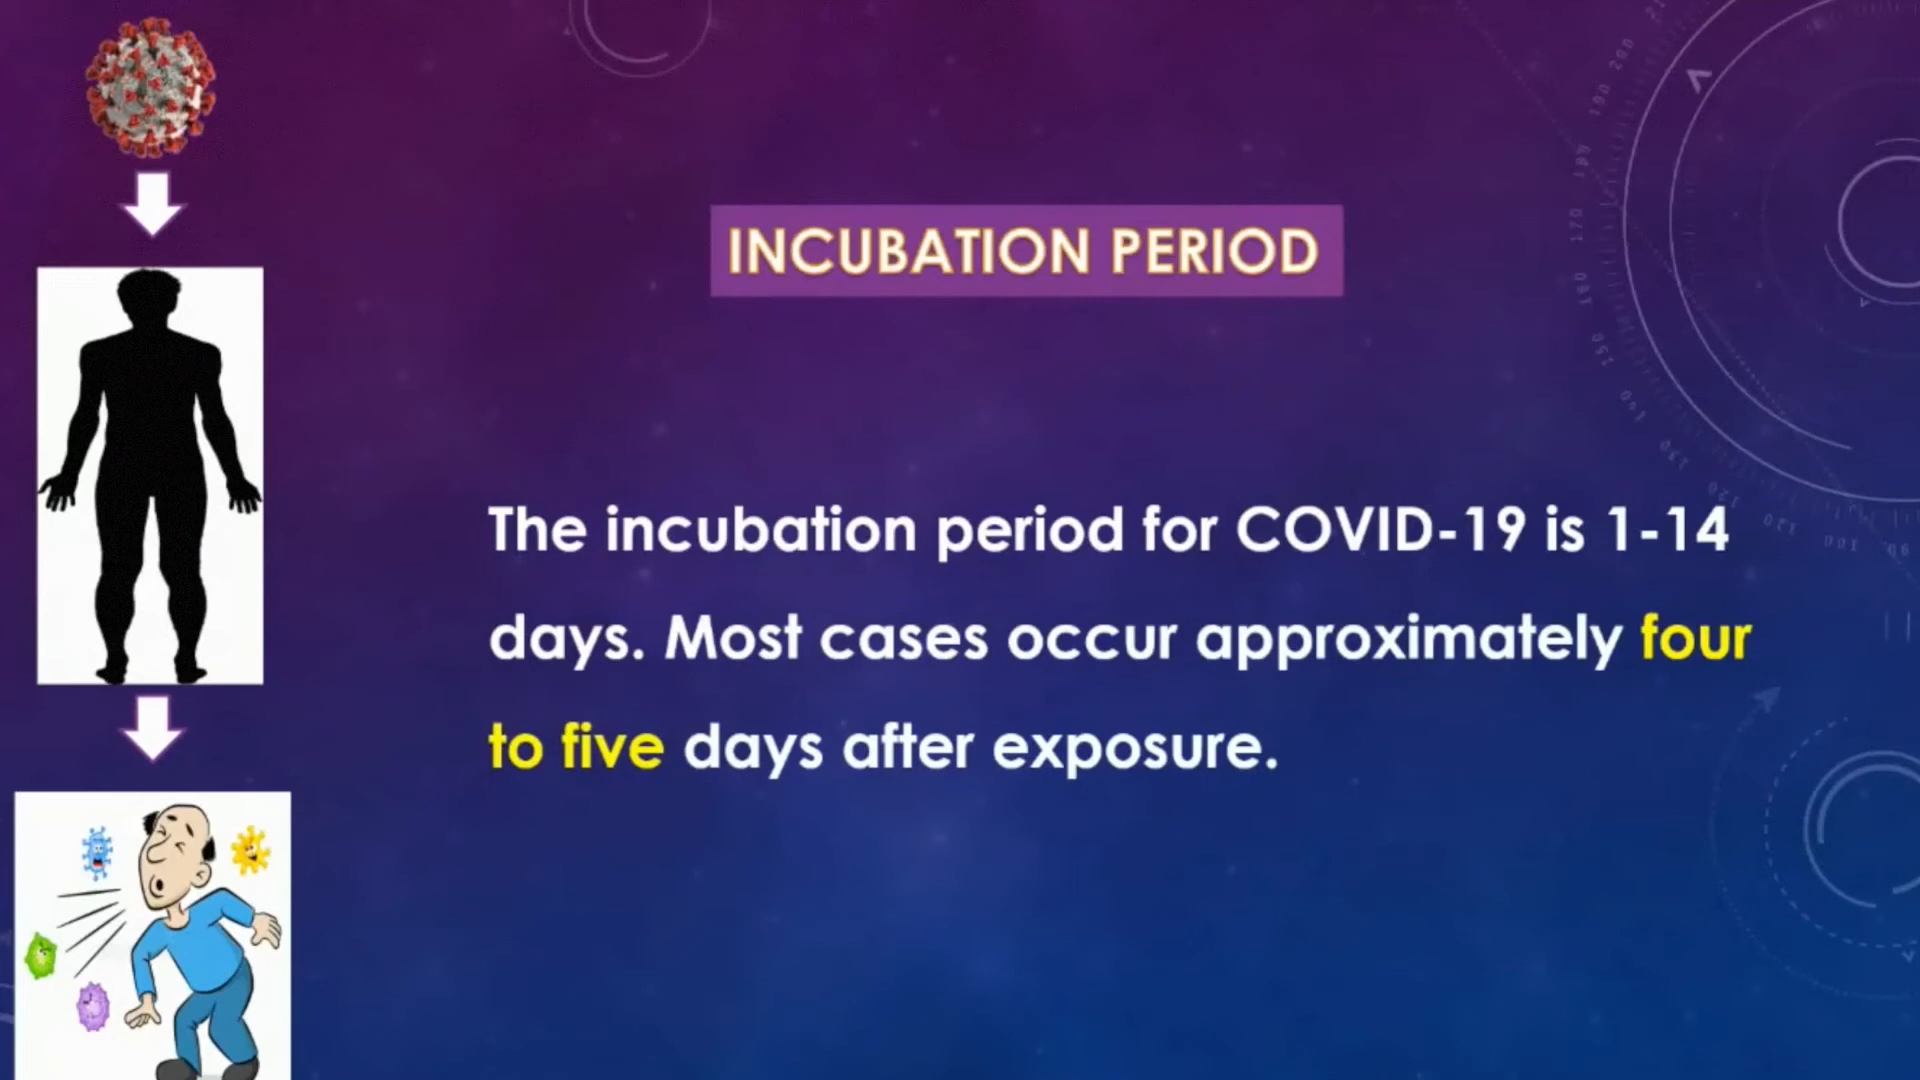 INCUBATION PERIOD
The incubation period for COVID-19 is 1-14
days. Most cases occur approximately four
to five days after exposure.